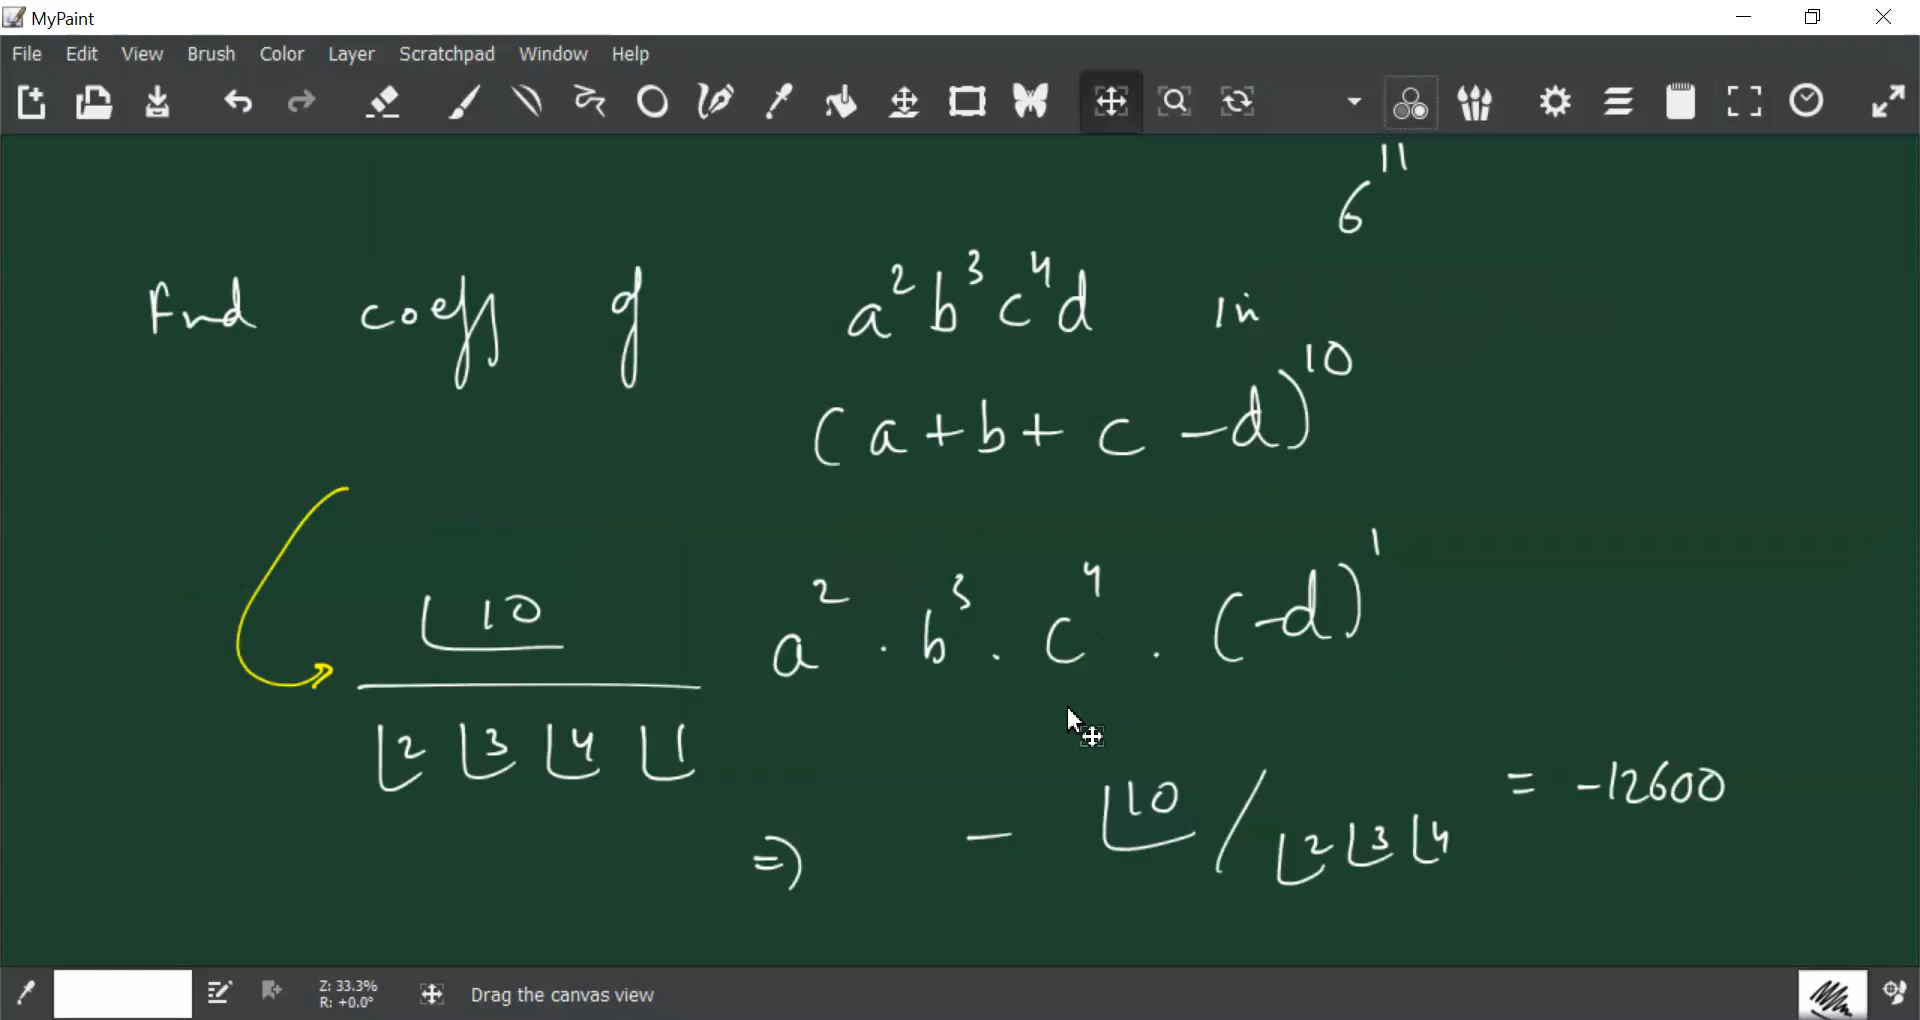 MyPaint
File Edit View Brush Color Layer Scratchpad Window Help
6^11
Find coeff of a²b³c⁴d in
(a+b+c-d)^10
⌊10 / ⌊2 ⌊3 ⌊4 ⌊1 a² . b³ . c⁴ . (-d)^1
=> - ⌊10 / ⌊2 ⌊3 ⌊4 = -12600
Z: 33.3%
R: +0.0°
Drag the canvas view